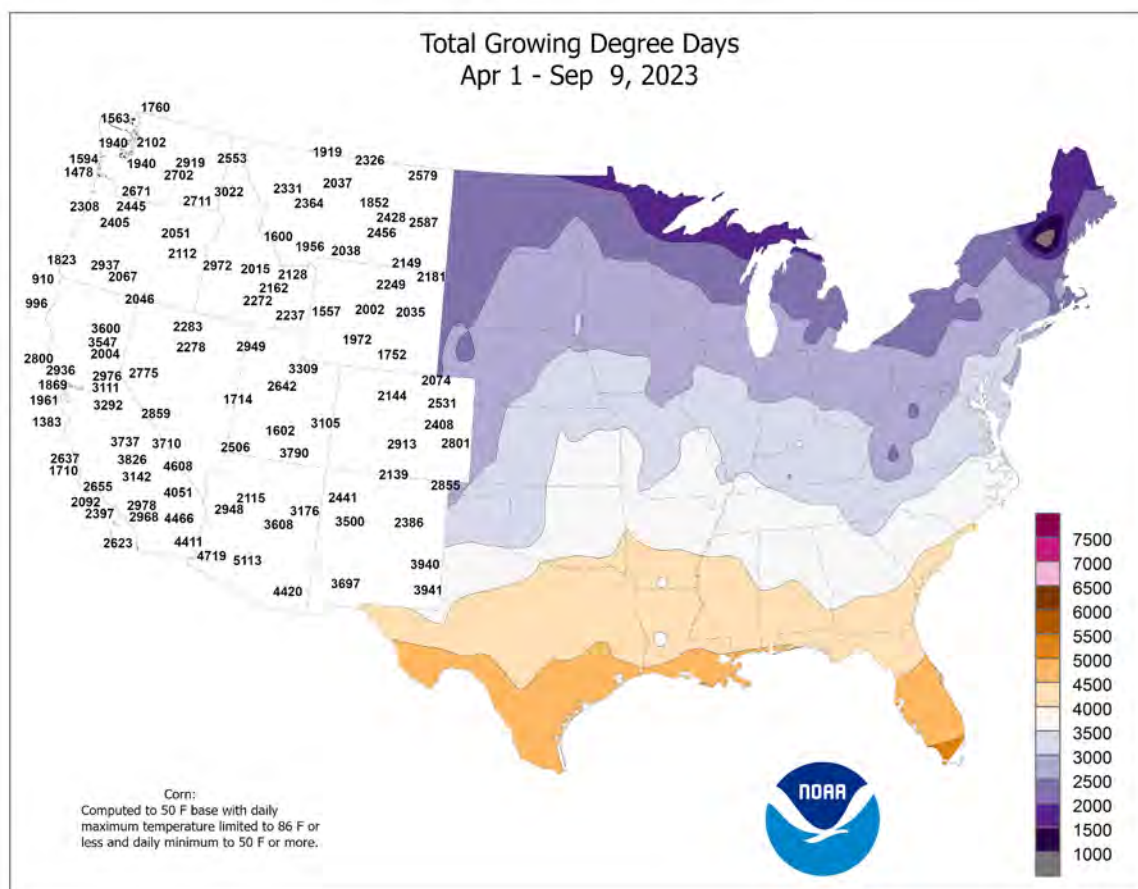 Total Growing Degree Days
Apr 1 - Sep 9, 2023
1760
1563
1940 2102
1594 1940 2919 2553 1919 2326
1478 2702 2037 2579
2671 3022 2331
2308 2445 2711 2364 1852
2405 2428 2587
2051 1600 2456
2112 1956 2038
1823 2937 2972 2015 2149
910 2067 2128 2181
2162 2249
996 2046 2272
2237 1557 2002 2035
3600 2283
3547 2278 2949 1972
2800 2004 1752
2936 2976 2775 3309
1869 3111 2642 2074
1961 3292 1714 2144 2531
1383 2859 3105 2408
1602
3737 3710 2506 3790 2913 2801
2637 3826 4608
1710 3142 2139
2655 4051 2855
2092 2978 2115 2441
2397 2968 4466 2948 3176
3608 3500 2386
2623 4411
4719 5113 3940
4420 3697 3941
7500
7000
6500
6000
5500
5000
4500
4000
3500
3000
2500
2000
1500
1000
Corn:
Computed to 50 F base with daily
maximum temperature limited to 86 F or
less and daily minimum to 50 F or more.
NOAA